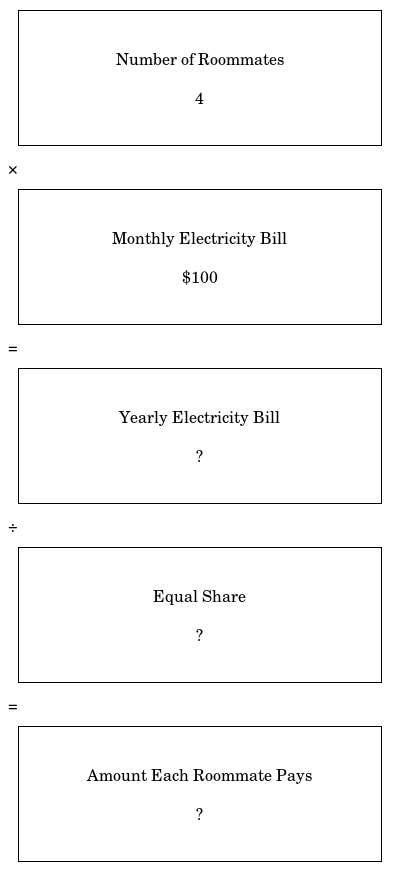 Number of Roommates
4
×
Monthly Electricity Bill
$100
=
Yearly Electricity Bill
?
÷
Equal Share
?
=
Amount Each Roommate Pays
?